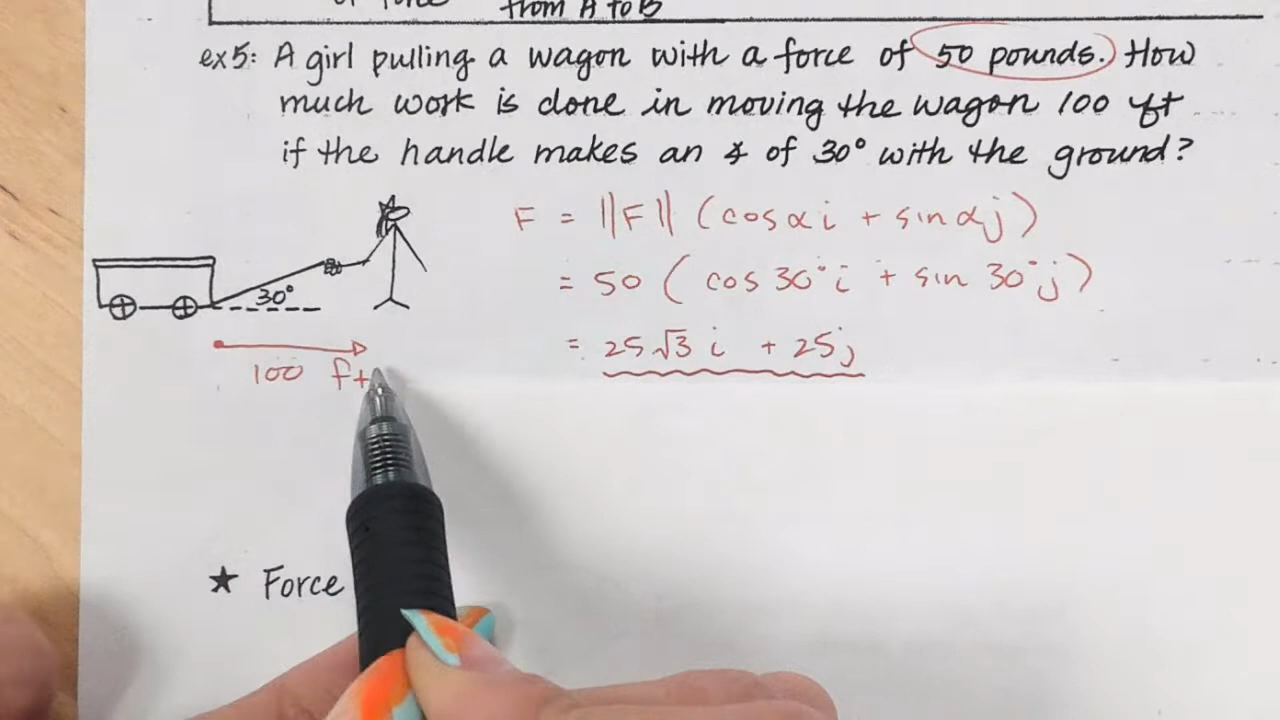 from A to B
ex5: A girl pulling a wagon with a force of 50 pounds. How
much work is done in moving the wagon 100 ft
if the handle makes an ∡ of 30° with the ground?
F = ||F|| (cos α i + sin α j)
= 50 ( cos 30° i + sin 30° j )
30°
= 25√3 i + 25j
100 ft
★ Force